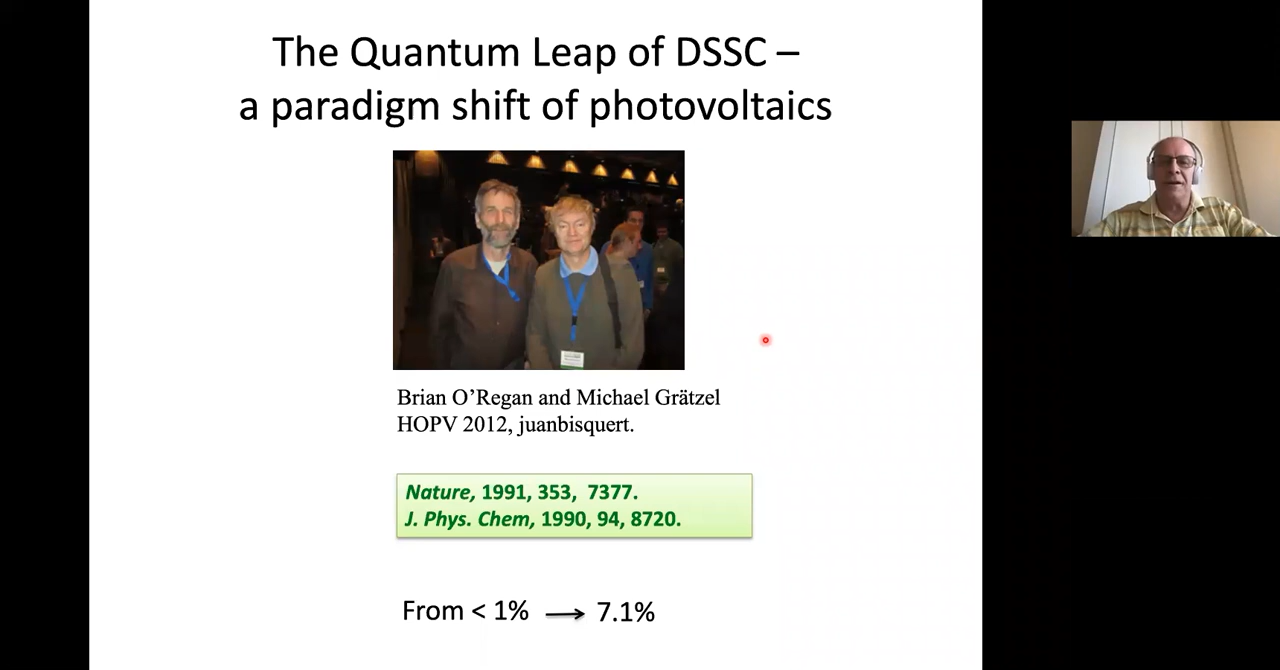 The Quantum Leap of DSSC –
a paradigm shift of photovoltaics
Brian O’Regan and Michael Grätzel
HOPV 2012, juanbisquert.
Nature, 1991, 353,  7377.
J. Phys. Chem, 1990, 94, 8720.
From < 1% → 7.1%